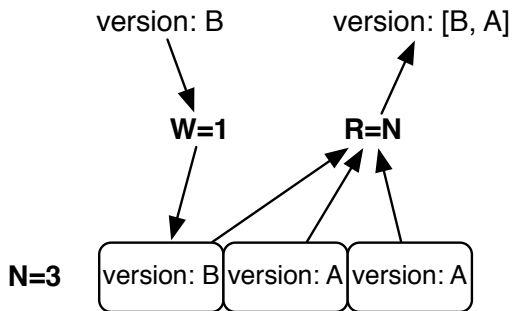 version: B
version: [B, A]
W=1
R=N
N=3
version: B
version: A
version: A